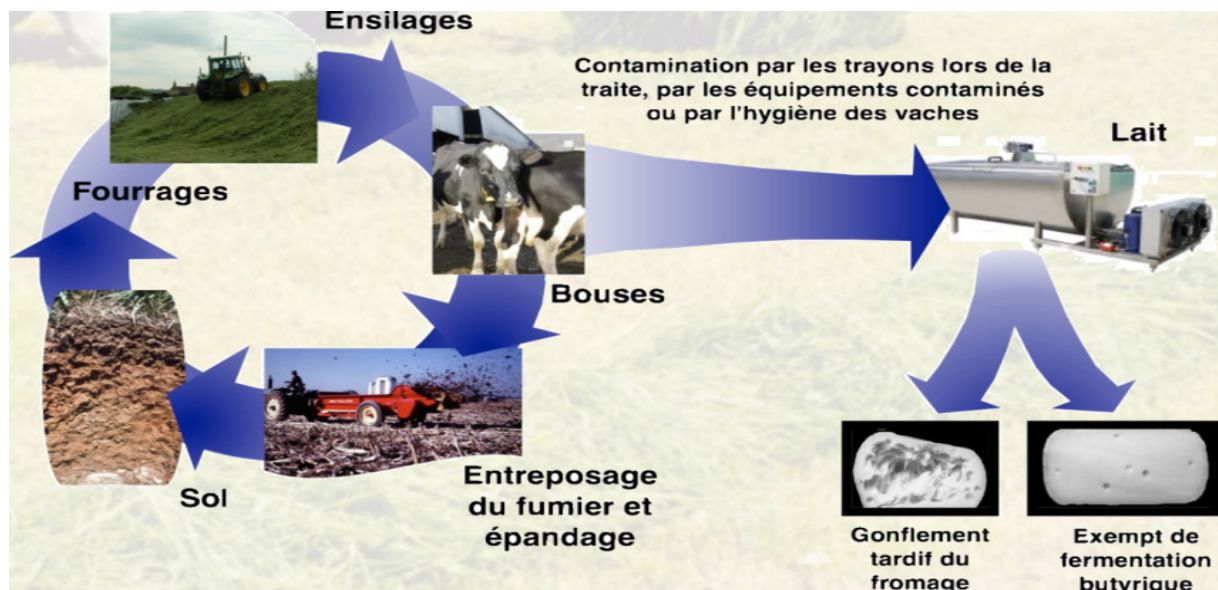 Ensilages
Contamination par les trayons lors de la
traite, par les équipements contaminés
ou par l'hygiène des vaches
Lait
Fourrages
Bouses
Sol
Entreposage
du fumier et
épandage
Gonflement
tardif du
fromage
Exempt de
fermentation
butyrique